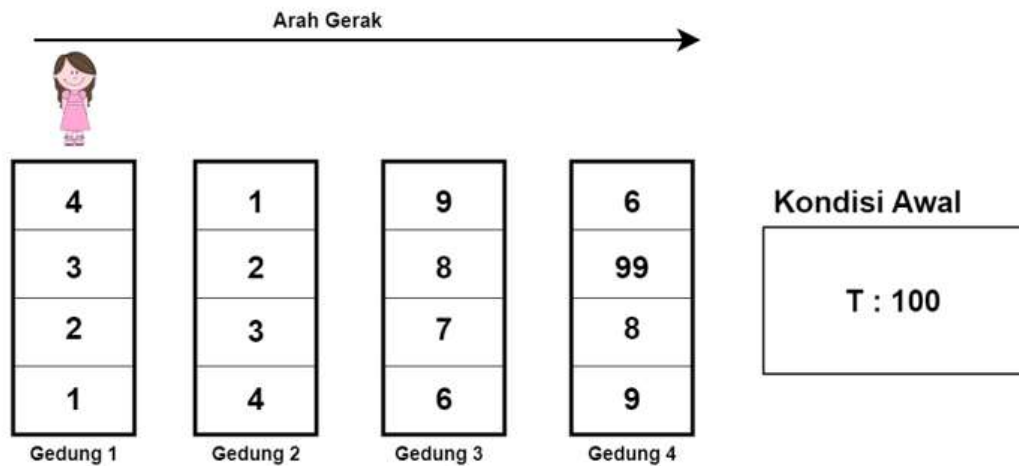 Arah Gerak
4 1 9 6
3 2 8 99
2 3 7 8
1 4 6 9
Gedung 1 Gedung 2 Gedung 3 Gedung 4
Kondisi Awal
T : 100